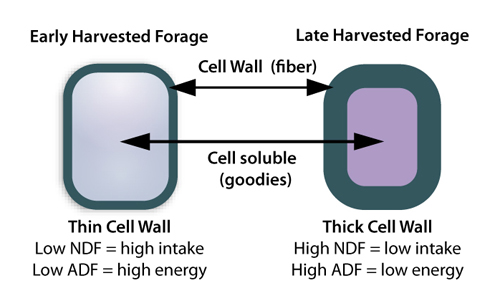 Early Harvested Forage
Late Harvested Forage
Cell Wall (fiber)
Cell soluble
(goodies)
Thin Cell Wall
Low NDF = high intake
Low ADF = high energy
Thick Cell Wall
High NDF = low intake
High ADF = low energy